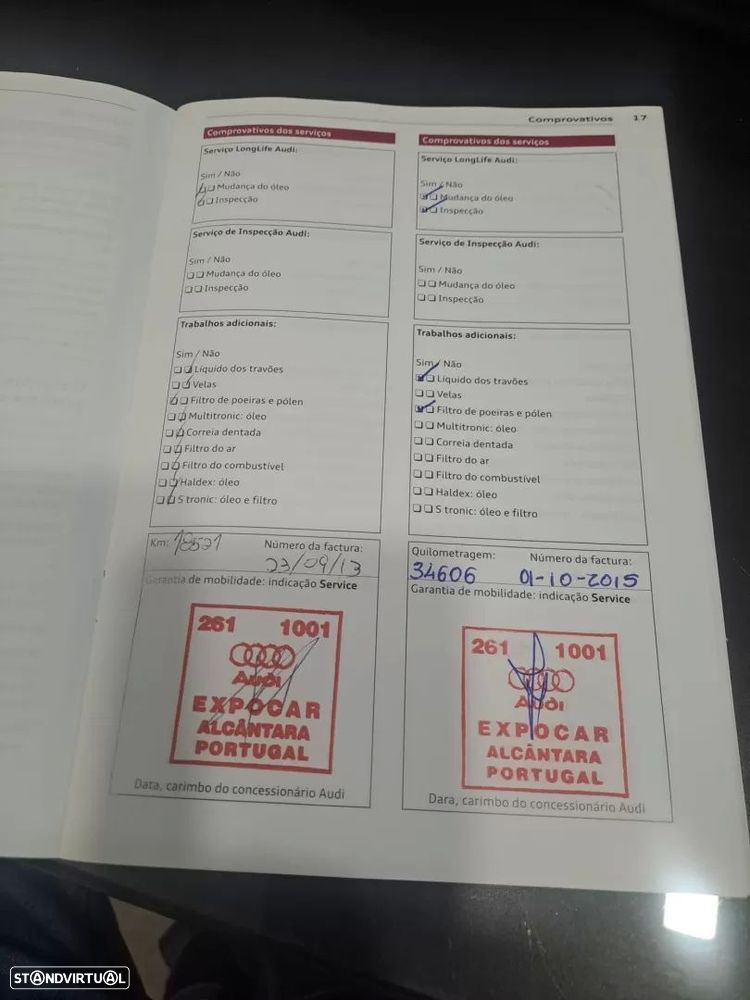 Comprovativos 17
Comprovativos dos serviços
Serviço LongLife Audi:
Sim / Não
Mudança do óleo
Inspecção
Serviço de Inspecção Audi:
Sim / Não
Mudança do óleo
Inspecção
Trabalhos adicionais:
Sim / Não
Líquido dos travões
Velas
Filtro de poeiras e pólen
Multitronic: óleo
Correia dentada
Filtro do ar
Filtro do combustível
Haldex: óleo
S tronic: óleo e filtro
Km: 18521 Número da factura:
23/09/13
Garantia de mobilidade: indicação Service
261 1001
Audi
EXPOCAR
ALCÂNTARA
PORTUGAL
Data, carimbo do concessionário Audi
Comprovativos dos serviços
Serviço LongLife Audi:
Sim / Não
Mudança do óleo
Inspecção
Serviço de Inspecção Audi:
Sim / Não
Mudança do óleo
Inspecção
Trabalhos adicionais:
Sim / Não
Líquido dos travões
Velas
Filtro de poeiras e pólen
Multitronic: óleo
Correia dentada
Filtro do ar
Filtro do combustível
Haldex: óleo
S tronic: óleo e filtro
Quilometragem: Número da factura:
34606 01-10-2015
Garantia de mobilidade: indicação Service
261 1001
Audi
EXPOCAR
ALCÂNTARA
PORTUGAL
Dara, carimbo do concessionário Audi
STANDVIRTUAL